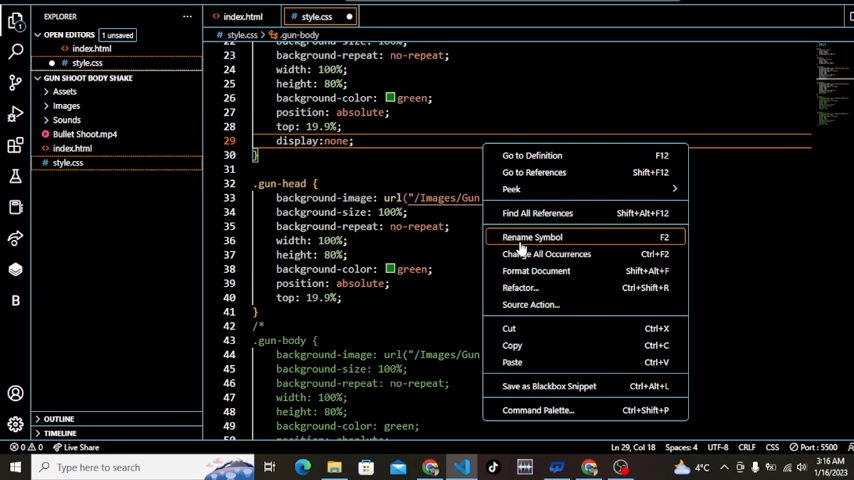 EXPLORER
index.html
style.css
OPEN EDITORS 1 unsaved
index.html
style.css
GUN SHOOT BODY SHAKE
Assets
Images
Sounds
Bullet Shoot.mp4
index.html
style.css
OUTLINE
TIMELINE
style.css > .gun-body
22 background-size: 100%;
23 background-repeat: no-repeat;
24 width: 100%;
25 height: 80%;
26 background-color: green;
27 position: absolute;
28 top: 19.9%;
29 display:none;
30 }
31
32 .gun-head {
33 background-image: url("/Images/Gun
34 background-size: 100%;
35 background-repeat: no-repeat;
36 width: 100%;
37 height: 80%;
38 background-color: green;
39 position: absolute;
40 top: 19.9%;
41 }
42 /*
43 .gun-body {
44 background-image: url("/Images/Gun
45 background-size: 100%;
46 background-repeat: no-repeat;
47 width: 100%;
48 height: 80%;
49 background-color: green;
50 position: absolute;
Go to Definition F12
Go to References Shift+F12
Peek
Find All References Shift+Alt+F12
Rename Symbol F2
Change All Occurrences Ctrl+F2
Format Document Shift+Alt+F
Refactor... Ctrl+Shift+R
Source Action...
Cut Ctrl+X
Copy Ctrl+C
Paste Ctrl+V
Save as Blackbox Snippet Ctrl+Alt+L
Command Palette... Ctrl+Shift+P
0 0 Live Share Ln 29, Col 18 Spaces: 4 UTF-8 CRLF CSS Port : 5500
Type here to search
4°C
3:16 AM
1/16/2023